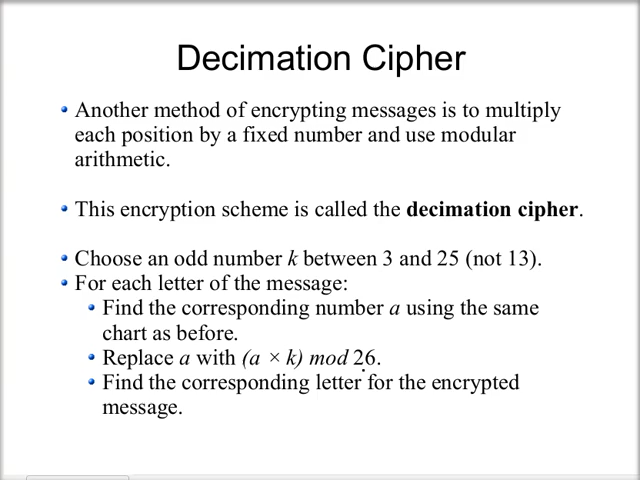 Decimation Cipher
• Another method of encrypting messages is to multiply
each position by a fixed number and use modular
arithmetic.
• This encryption scheme is called the decimation cipher.
• Choose an odd number k between 3 and 25 (not 13).
• For each letter of the message:
• Find the corresponding number a using the same
chart as before.
• Replace a with (a × k) mod 26.
• Find the corresponding letter for the encrypted
message.